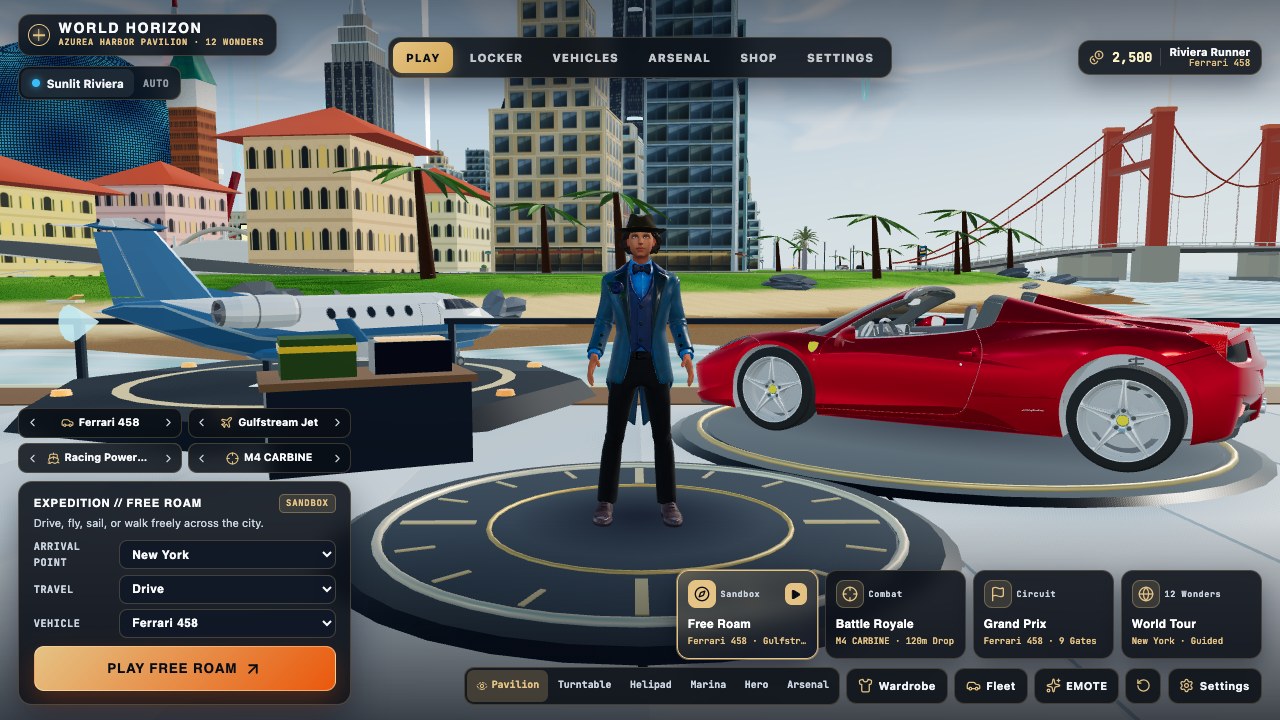 WORLD HORIZON
AZUREA HARBOR PAVILION · 12 WONDERS
Sunlit Riviera AUTO
PLAY LOCKER VEHICLES ARSENAL SHOP SETTINGS
2,500
Riviera Runner
Ferrari 458
Ferrari 458
Gulfstream Jet
Racing Power...
M4 CARBINE
EXPEDITION // FREE ROAM
SANDBOX
Drive, fly, sail, or walk freely across the city.
ARRIVAL POINT
New York
TRAVEL
Drive
VEHICLE
Ferrari 458
PLAY FREE ROAM
Sandbox
Free Roam
Ferrari 458 · Gulfstr…
Combat
Battle Royale
M4 CARBINE · 120m Drop
Circuit
Grand Prix
Ferrari 458 · 9 Gates
12 Wonders
World Tour
New York · Guided
Pavilion Turntable Helipad Marina Hero Arsenal
Wardrobe
Fleet
EMOTE
Settings